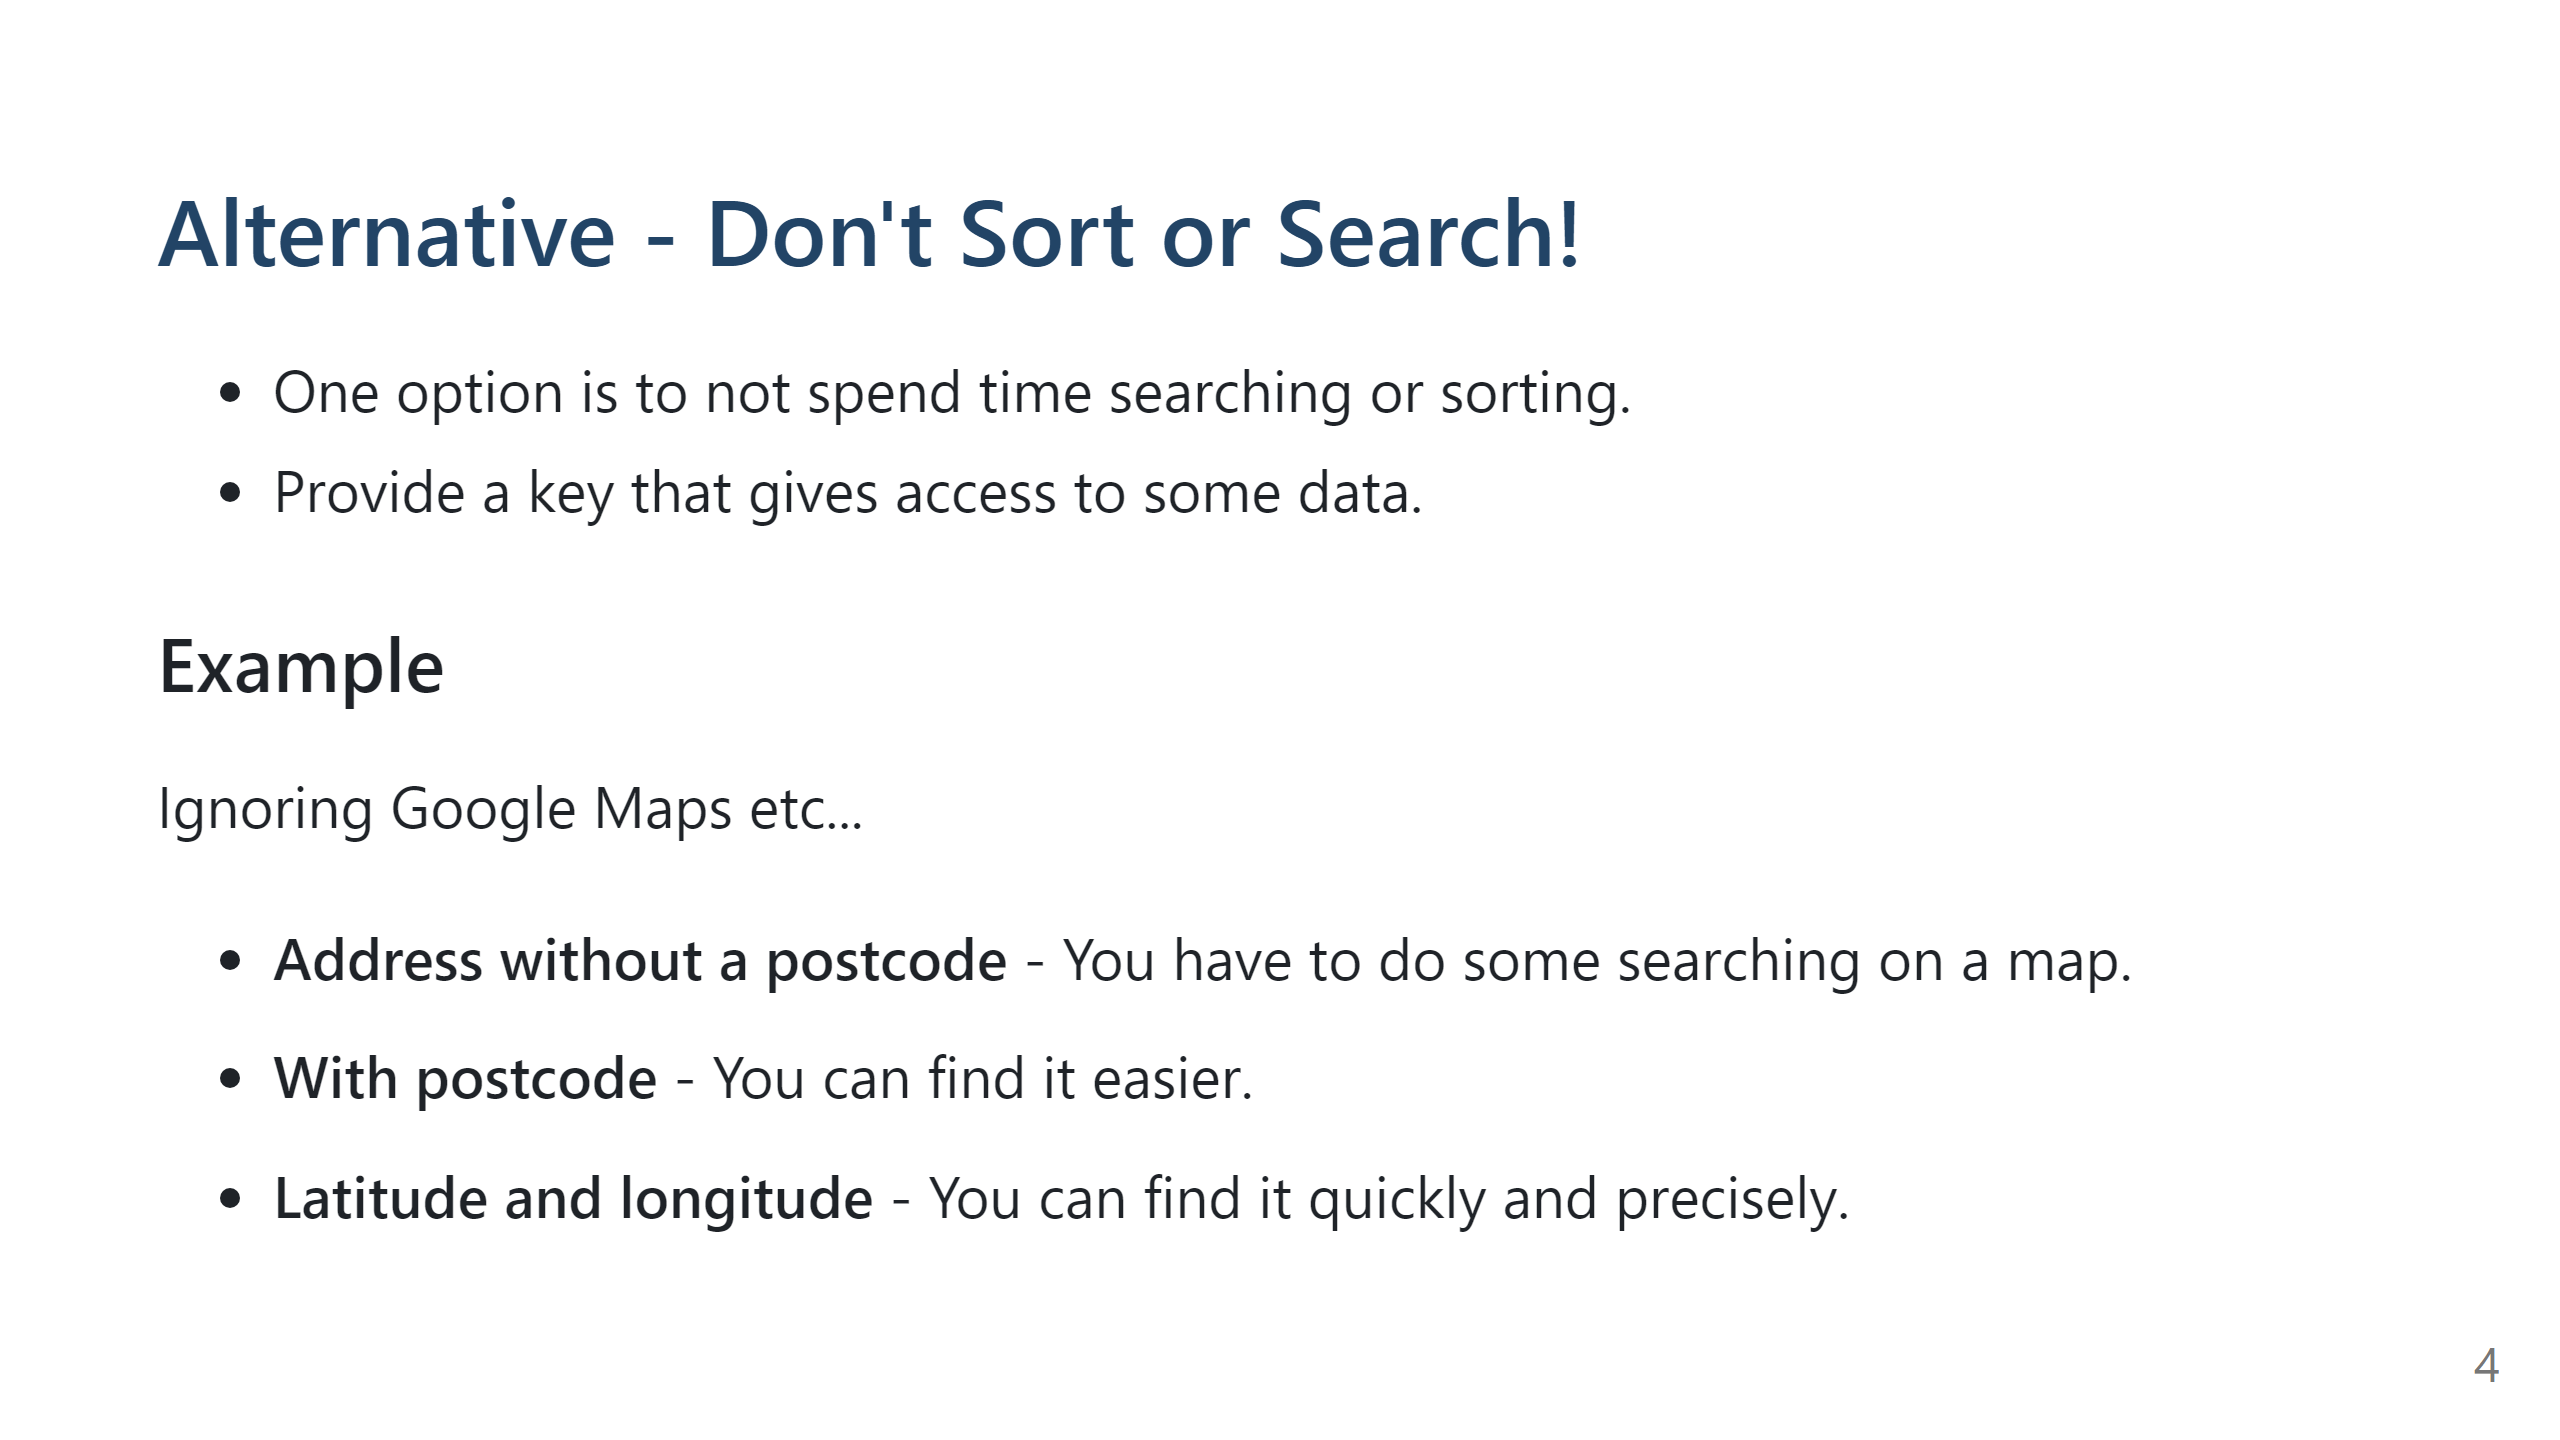 Alternative - Don't Sort or Search!
• One option is to not spend time searching or sorting.
• Provide a key that gives access to some data.
Example
Ignoring Google Maps etc...
• Address without a postcode - You have to do some searching on a map.
• With postcode - You can find it easier.
• Latitude and longitude - You can find it quickly and precisely.
4